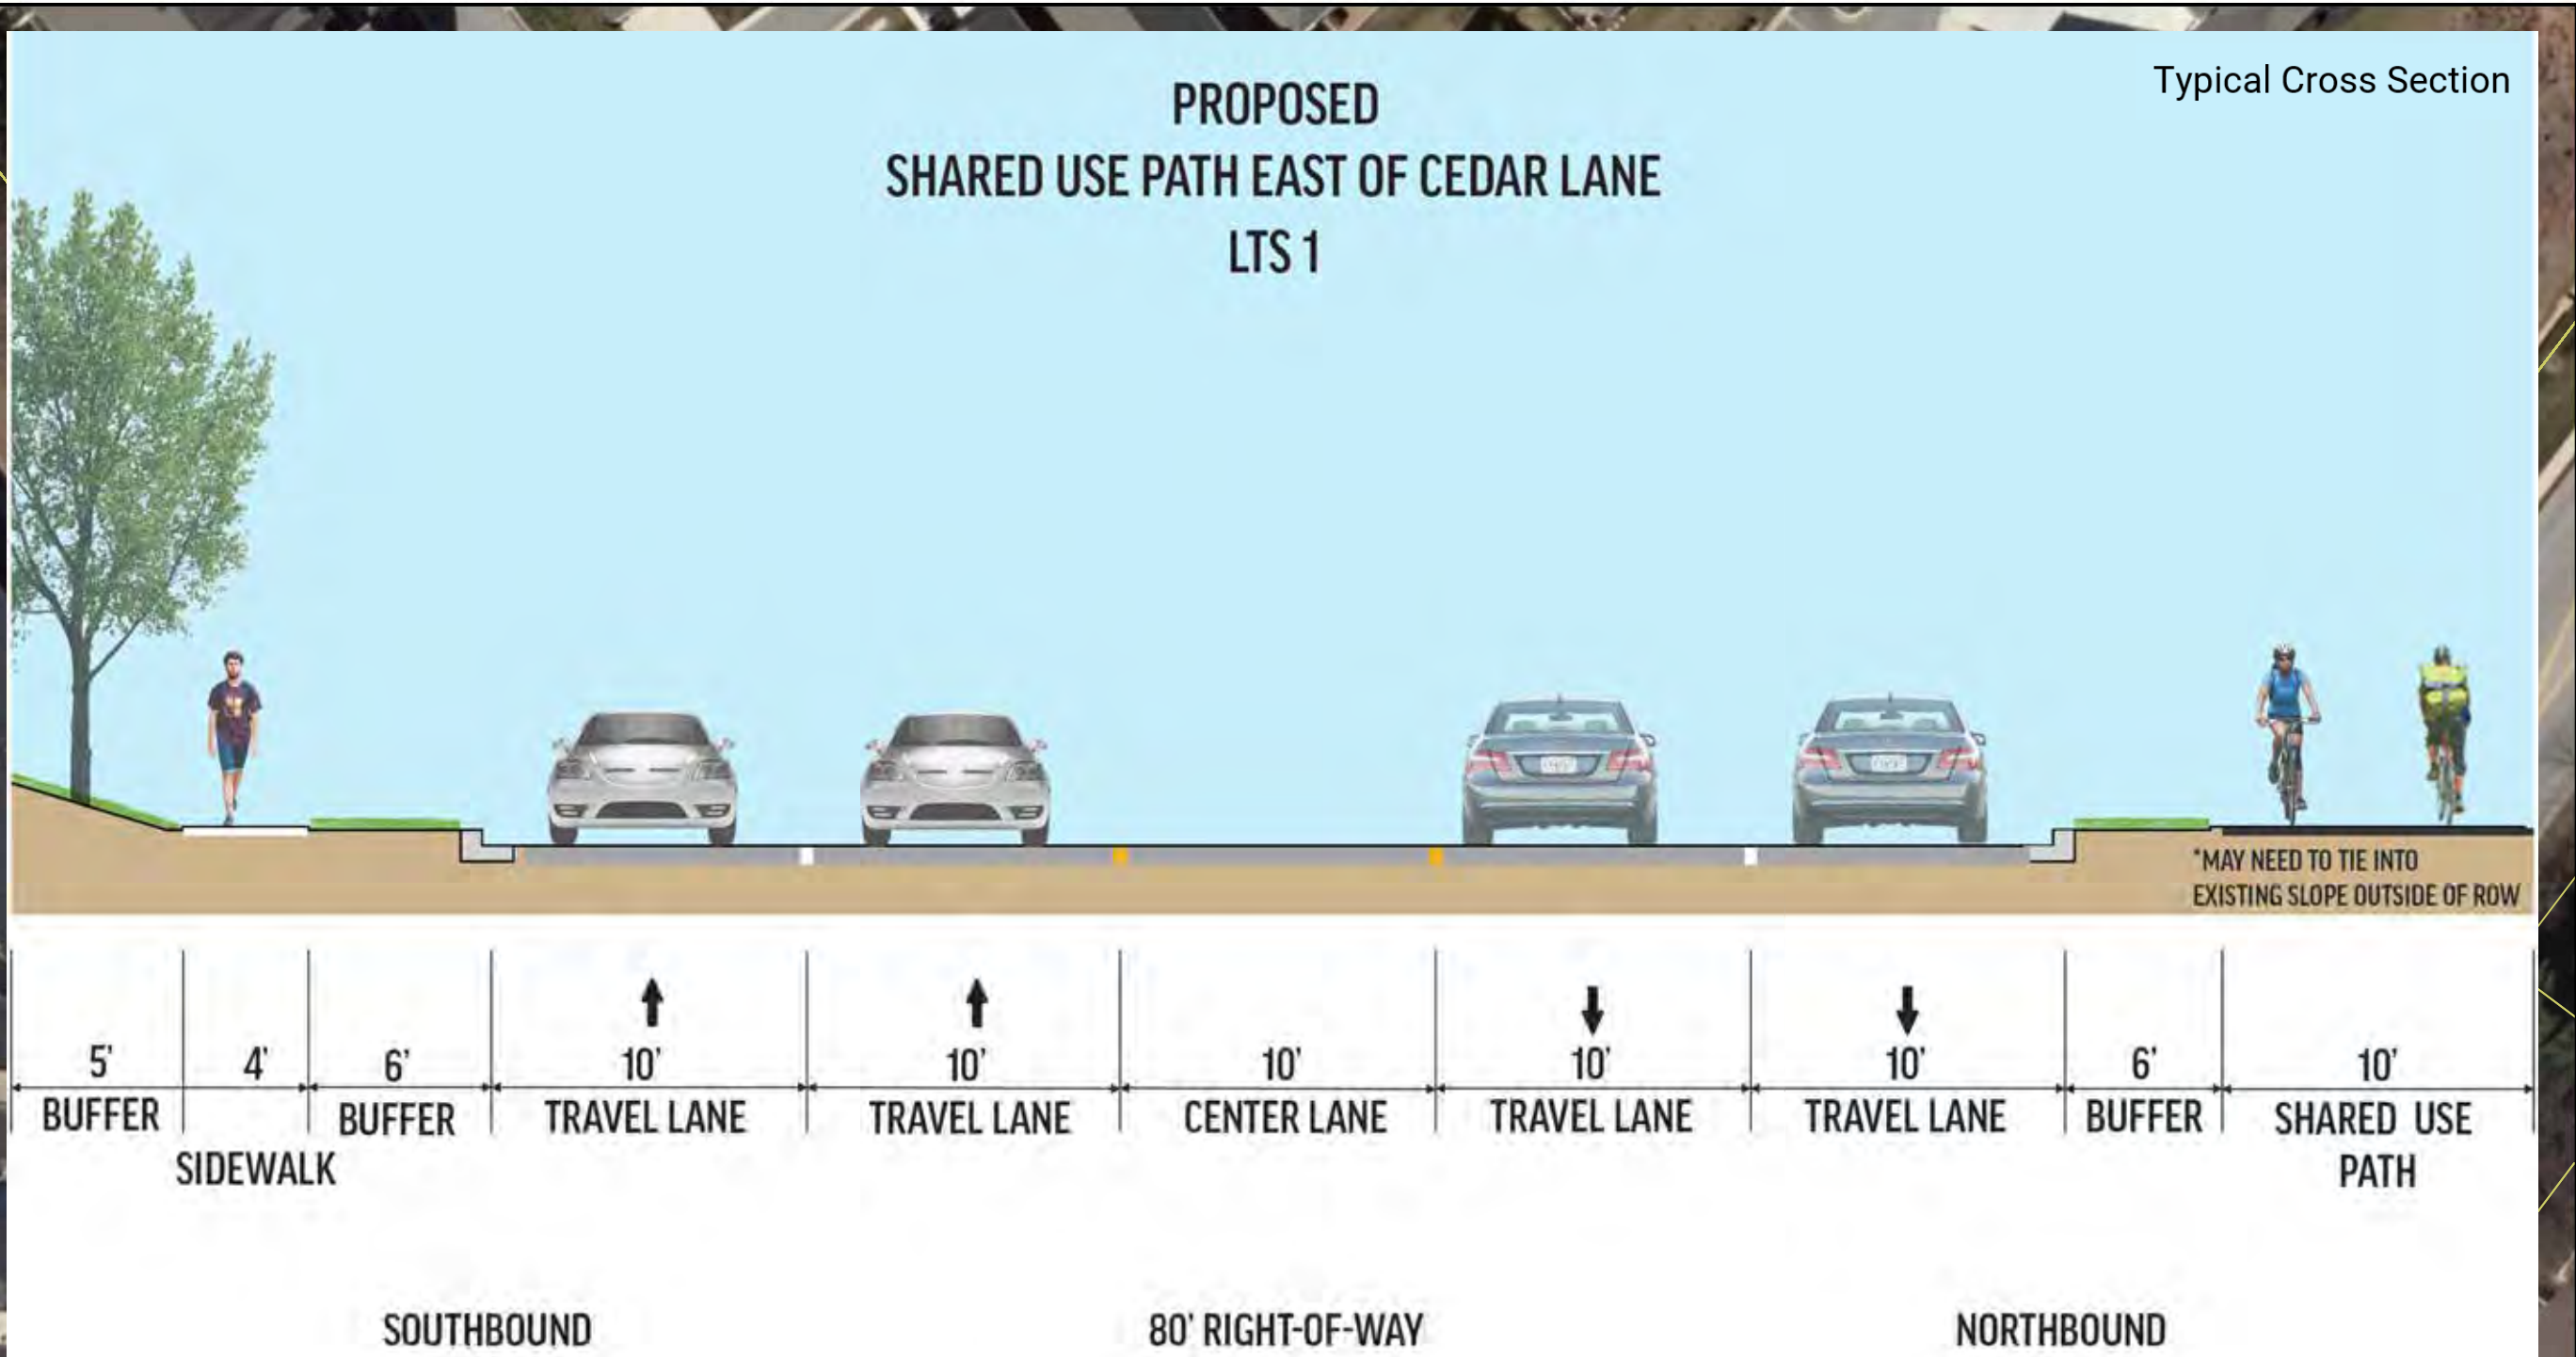 Typical Cross Section
PROPOSED
SHARED USE PATH EAST OF CEDAR LANE
LTS 1
*MAY NEED TO TIE INTO
EXISTING SLOPE OUTSIDE OF ROW
5' 4' 6' 10' 10' 10' 10' 10' 6' 10'
BUFFER BUFFER TRAVEL LANE TRAVEL LANE CENTER LANE TRAVEL LANE TRAVEL LANE BUFFER SHARED USE
SIDEWALK PATH
SOUTHBOUND 80' RIGHT-OF-WAY NORTHBOUND